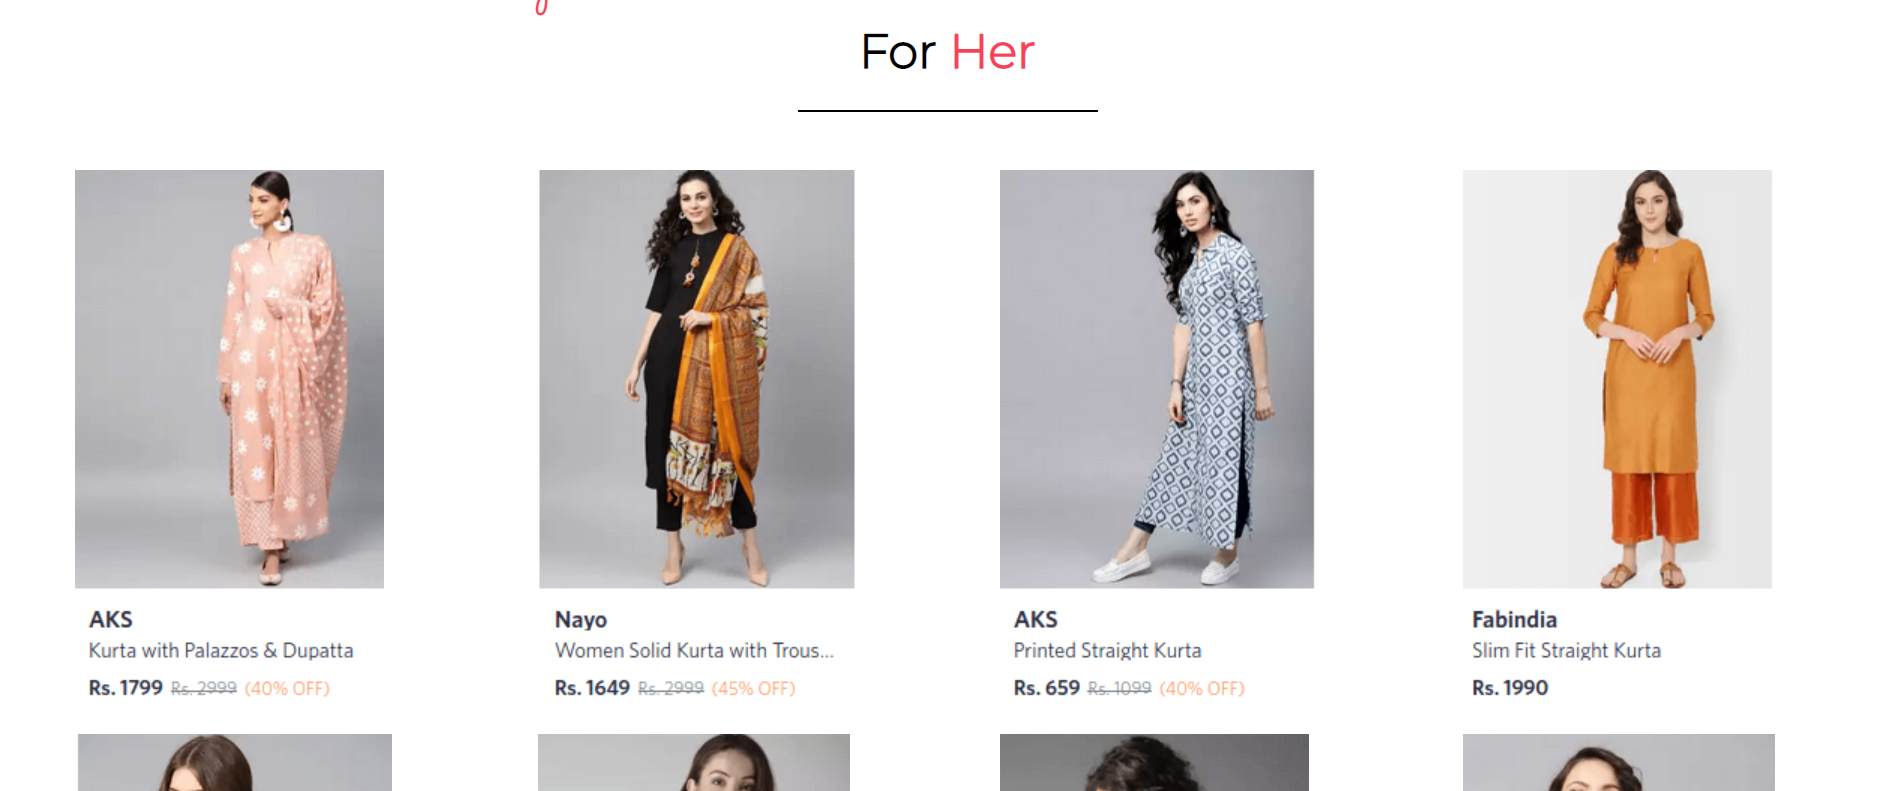 For Her
AKS
Kurta with Palazzos & Dupatta
Rs. 1799 Rs. 2999 (40% OFF)
Nayo
Women Solid Kurta with Trous...
Rs. 1649 Rs. 2999 (45% OFF)
AKS
Printed Straight Kurta
Rs. 659 Rs. 1099 (40% OFF)
Fabindia
Slim Fit Straight Kurta
Rs. 1990